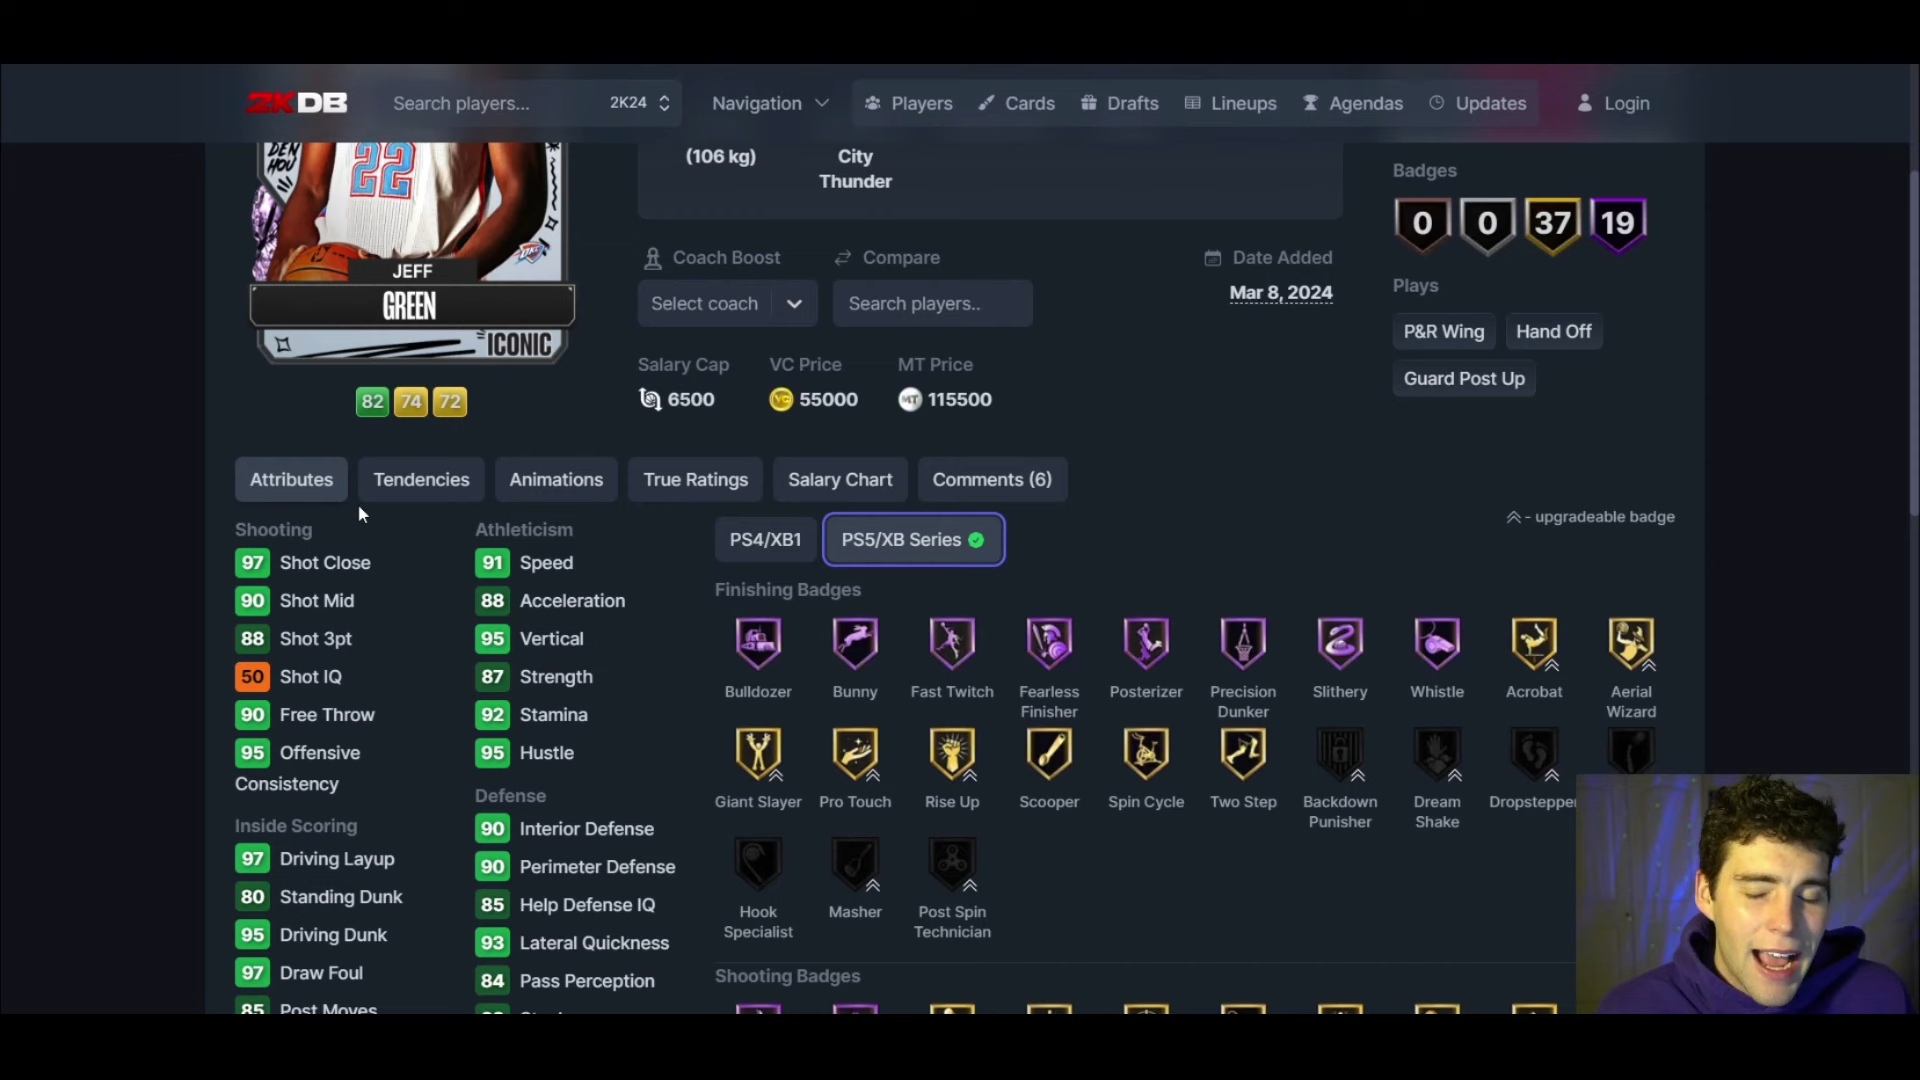 2KDB
Search players...
2K24
Navigation
Players
Cards
Drafts
Lineups
Agendas
Updates
Login
DEN
HOU
22
JEFF
GREEN
ICONIC
82 74 72
(106 kg)
City
Thunder
Coach Boost
Compare
Select coach
Search players..
Date Added
Mar 8, 2024
Salary Cap
VC Price
MT Price
6500
VC 55000
MT 115500
Badges
0 0 37 19
Plays
P&R Wing
Hand Off
Guard Post Up
Attributes
Tendencies
Animations
True Ratings
Salary Chart
Comments (6)
- upgradeable badge
Shooting
97 Shot Close
90 Shot Mid
88 Shot 3pt
50 Shot IQ
90 Free Throw
95 Offensive
Consistency
Inside Scoring
97 Driving Layup
80 Standing Dunk
95 Driving Dunk
97 Draw Foul
85 Post Moves
Athleticism
91 Speed
88 Acceleration
95 Vertical
87 Strength
92 Stamina
95 Hustle
Defense
90 Interior Defense
90 Perimeter Defense
85 Help Defense IQ
93 Lateral Quickness
84 Pass Perception
PS4/XB1
PS5/XB Series
Finishing Badges
Bulldozer
Bunny
Fast Twitch
Fearless
Finisher
Posterizer
Precision
Dunker
Slithery
Whistle
Acrobat
Aerial
Wizard
Giant Slayer
Pro Touch
Rise Up
Scooper
Spin Cycle
Two Step
Backdown
Punisher
Dream
Shake
Dropstepper
Hook
Specialist
Masher
Post Spin
Technician
Shooting Badges